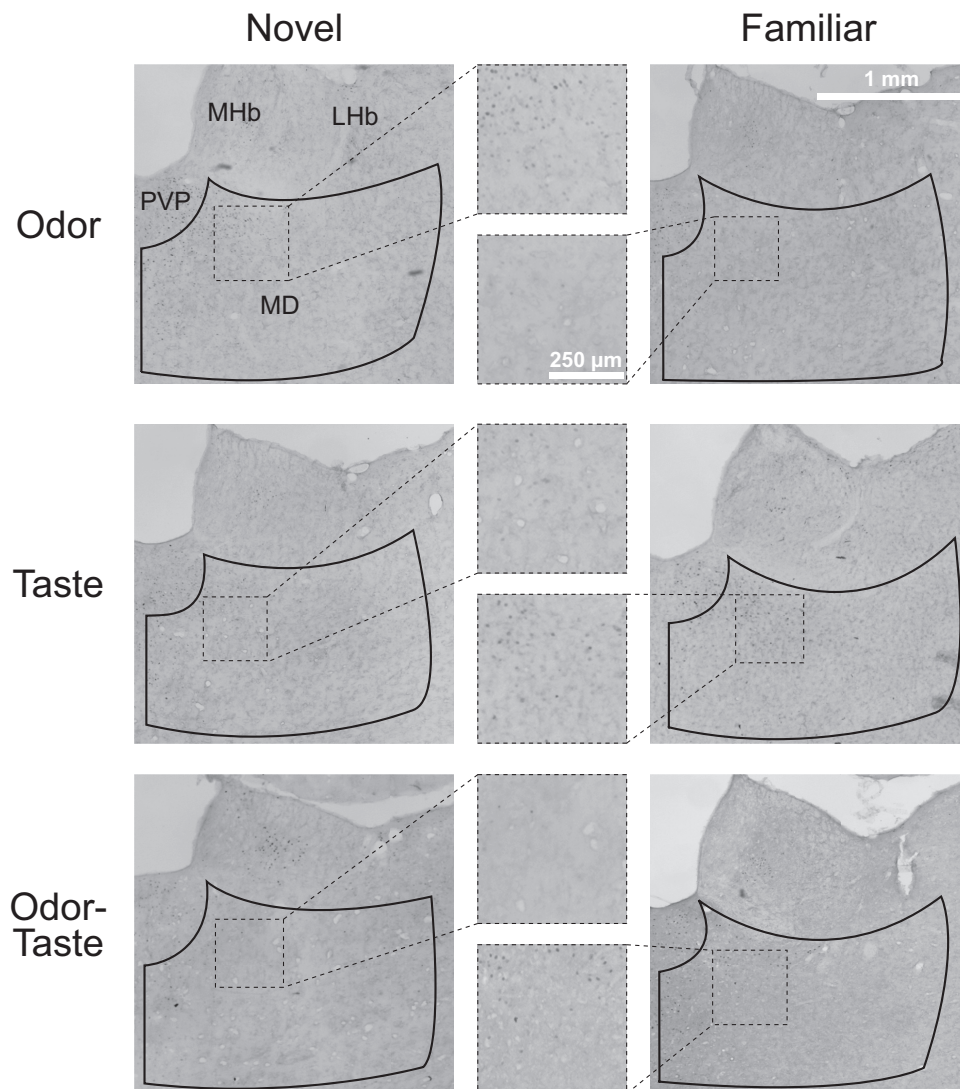 Novel
Familiar
Odor
MHb
LHb
PVP
MD
1 mm
250 µm
Taste
Odor-
Taste